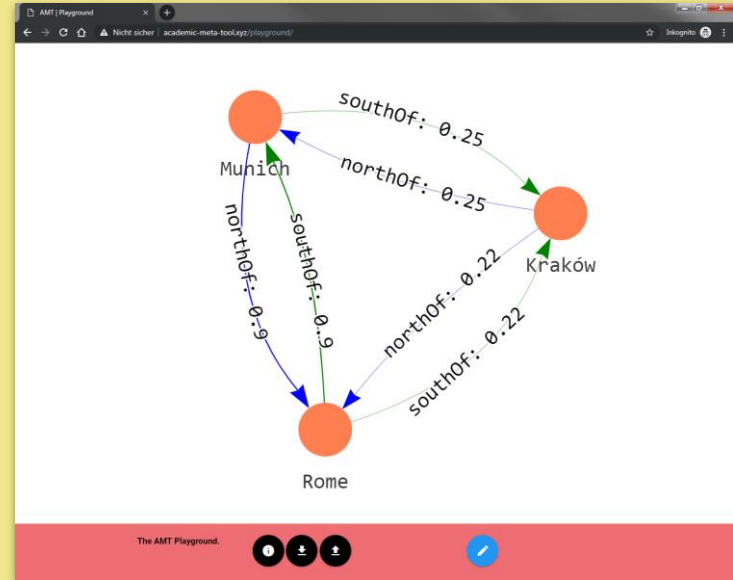 AMT | Playground
Nicht sicher | academic-meta-tool.xyz/playground/
Inkognito
southOf: 0.25
northOf: 0.25
Munich
Kraków
northOf: 0.9
southOf: 0.9
northOf: 0.22
southOf: 0.22
Rome
The AMT Playground.